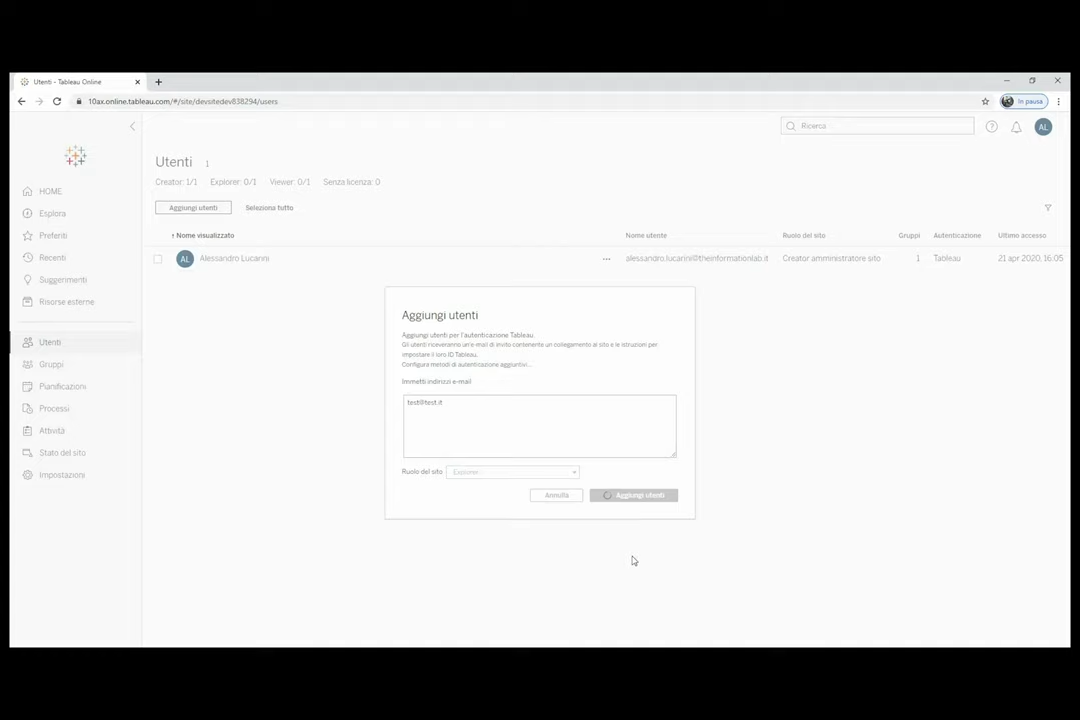 Utenti - Tableau Online
10ax.online.tableau.com/#/site/devsitedev838294/users
In pausa
Ricerca
AL
HOME
Esplora
Preferiti
Recenti
Suggerimenti
Risorse esterne
Utenti
Gruppi
Pianificazioni
Processi
Attività
Stato del sito
Impostazioni
Utenti 1
Creator: 1/1 Explorer: 0/1 Viewer: 0/1 Senza licenza: 0
Aggiungi utenti Seleziona tutto
↑ Nome visualizzato Nome utente Ruolo del sito Gruppi Autenticazione Ultimo accesso
AL Alessandro Lucarini ... alessandro.lucarini@theinformationlab.it Creator amministratore sito 1 Tableau 21 apr 2020, 16:05
Aggiungi utenti
Aggiungi utenti per l'autenticazione Tableau.
Gli utenti riceveranno un'e-mail di invito contenente un collegamento al sito e le istruzioni per
impostare il loro ID Tableau.
Configura metodi di autenticazione aggiuntivi...
Immetti indirizzi e-mail
test@test.it
Ruolo del sito Explorer
Annulla Aggiungi utenti